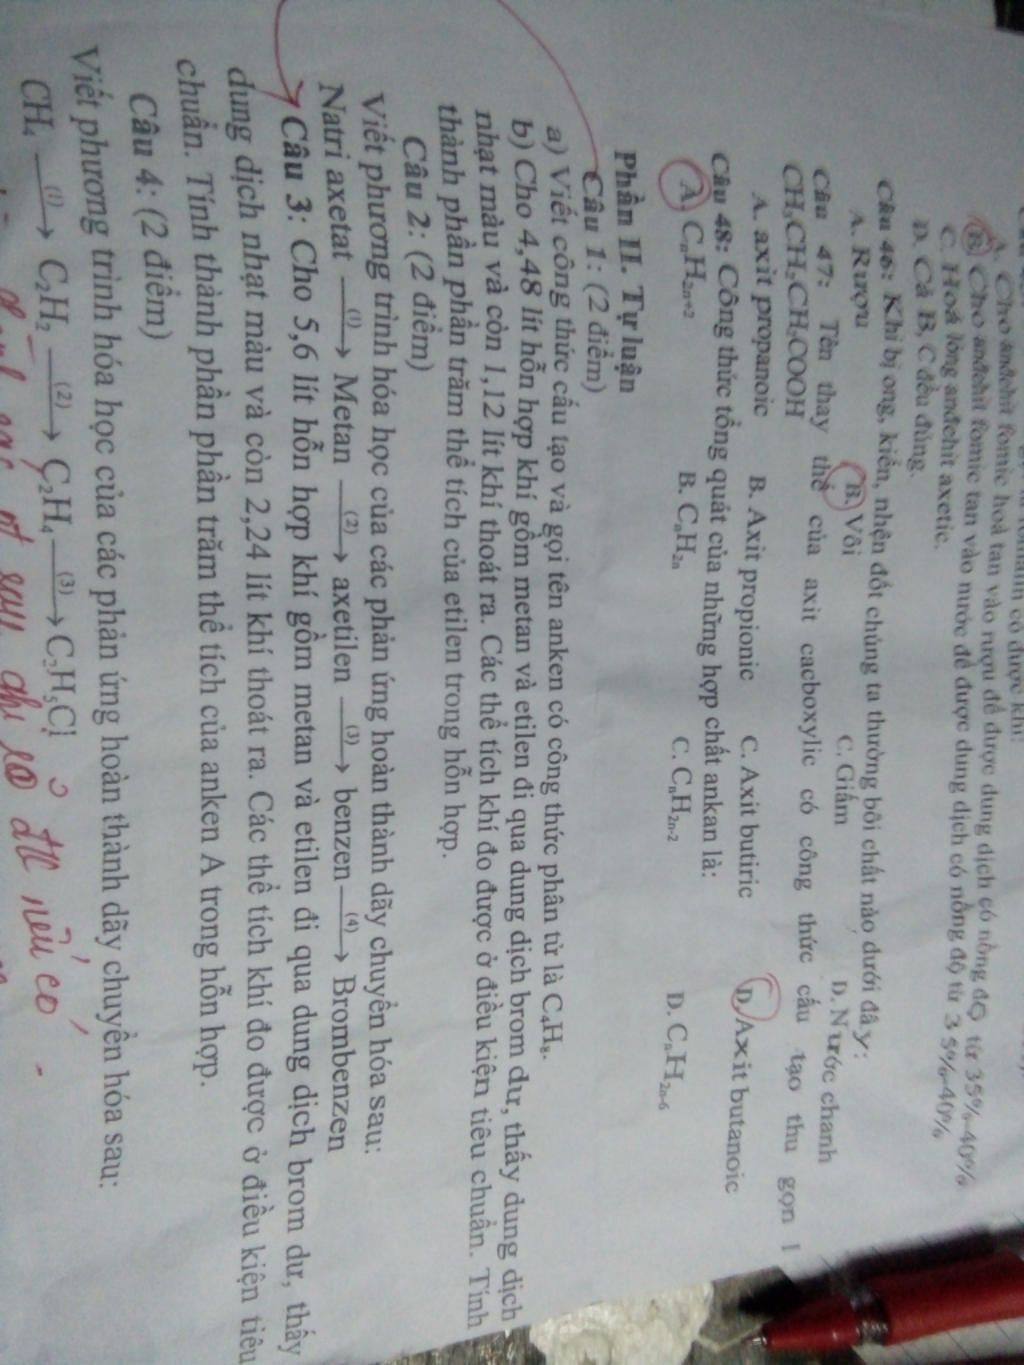 A. Cho anđehit fomic hoà tan vào rượu để được dung dịch có nồng độ từ 35%-40%
B. Cho anđehit fomic tan vào nước để được dung dịch có nồng độ từ 35%-40%
C. Hoá lỏng anđehit axetic.
D. Cả B, C đều đúng.
Câu 46: Khi bị ong, kiến, nhện đốt chúng ta thường bôi chất nào dưới đây:
A. Rượu B. Vôi C. Giấm D. Nước chanh
Câu 47: Tên thay thế của axit cacboxylic có công thức cấu tạo thu gọn l
CH₃CH₂CH₂COOH
A. axit propanoic B. Axit propionic C. Axit butiric D. Axit butanoic
Câu 48: Công thức tổng quát của những hợp chất ankan là:
A. CₙH₂ₙ₊₂ B. CₙH₂ₙ C. CₙH₂ₙ₋₂ D. CₙH₂ₙ₋₆
Phần II. Tự luận
Câu 1: (2 điểm)
a) Viết công thức cấu tạo và gọi tên anken có công thức phân tử là C₄H₈.
b) Cho 4,48 lít hỗn hợp khí gồm metan và etilen đi qua dung dịch brom dư, thấy dung dịch
nhạt màu và còn 1,12 lít khí thoát ra. Các thể tích khí đo được ở điều kiện tiêu chuẩn. Tính
thành phần phần trăm thể tích của etilen trong hỗn hợp.
Câu 2: (2 điểm)
Viết phương trình hóa học của các phản ứng hoàn thành dãy chuyển hóa sau:
Natri axetat —(1)→ Metan —(2)→ axetilen —(3)→ benzen —(4)→ Brombenzen
Câu 3: Cho 5,6 lít hỗn hợp khí gồm metan và etilen đi qua dung dịch brom dư, thấy
dung dịch nhạt màu và còn 2,24 lít khí thoát ra. Các thể tích khí đo được ở điều kiện tiêu
chuẩn. Tính thành phần phần trăm thể tích của anken A trong hỗn hợp.
Câu 4: (2 điểm)
Viết phương trình hóa học của các phản ứng hoàn thành dãy chuyển hóa sau:
CH₄ —(1)→ C₂H₂ —(2)→ C₂H₄ —(3)→ C₂H₅Cl
nếu có